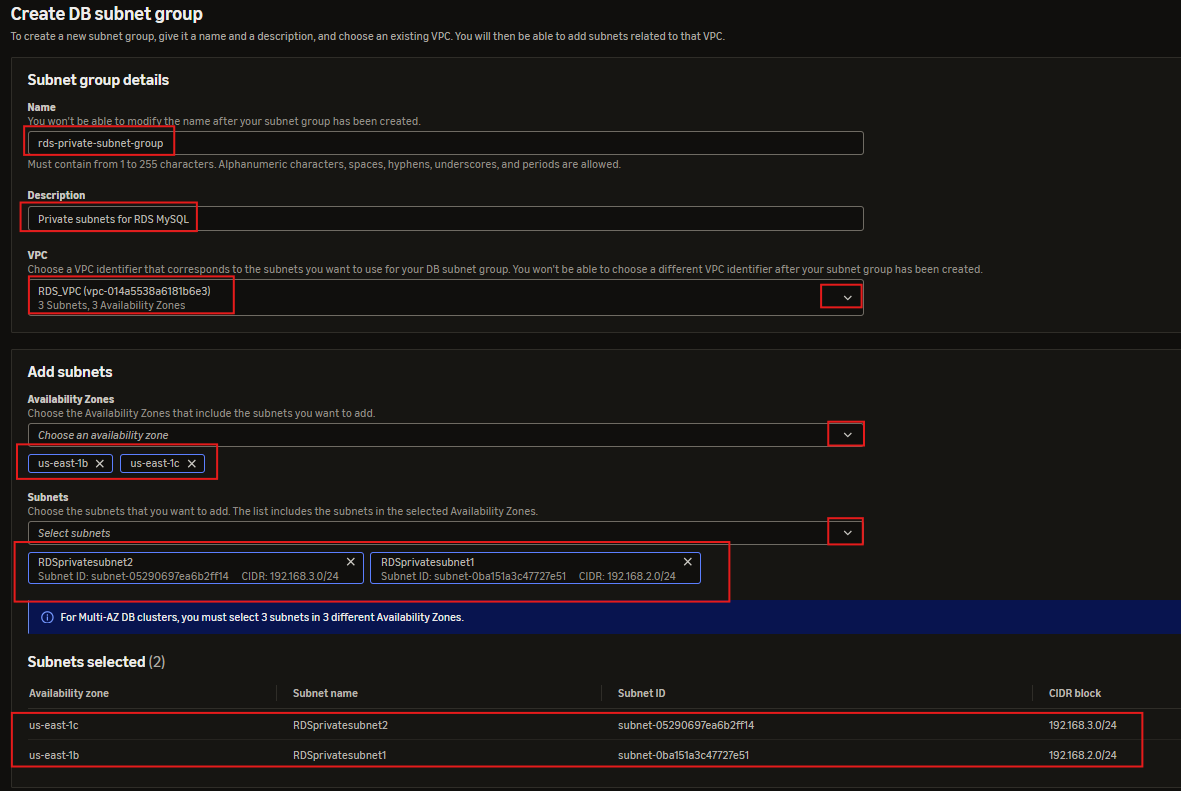 Create DB subnet group
To create a new subnet group, give it a name and a description, and choose an existing VPC. You will then be able to add subnets related to that VPC.
Subnet group details
Name
You won't be able to modify the name after your subnet group has been created.
rds-private-subnet-group
Must contain from 1 to 255 characters. Alphanumeric characters, spaces, hyphens, underscores, and periods are allowed.
Description
Private subnets for RDS MySQL
VPC
Choose a VPC identifier that corresponds to the subnets you want to use for your DB subnet group. You won't be able to choose a different VPC identifier after your subnet group has been created.
RDS_VPC (vpc-014a5538a6181b6e3)
3 Subnets, 3 Availability Zones
Add subnets
Availability Zones
Choose the Availability Zones that include the subnets you want to add.
Choose an availability zone
us-east-1b us-east-1c
Subnets
Choose the subnets that you want to add. The list includes the subnets in the selected Availability Zones.
Select subnets
RDSprivatesubnet2 RDSprivatesubnet1
Subnet ID: subnet-05290697ea6b2ff14 CIDR: 192.168.3.0/24 Subnet ID: subnet-0ba151a3c47727e51 CIDR: 192.168.2.0/24
For Multi-AZ DB clusters, you must select 3 subnets in 3 different Availability Zones.
Subnets selected (2)
Availability zone Subnet name Subnet ID CIDR block
us-east-1c RDSprivatesubnet2 subnet-05290697ea6b2ff14 192.168.3.0/24
us-east-1b RDSprivatesubnet1 subnet-0ba151a3c47727e51 192.168.2.0/24